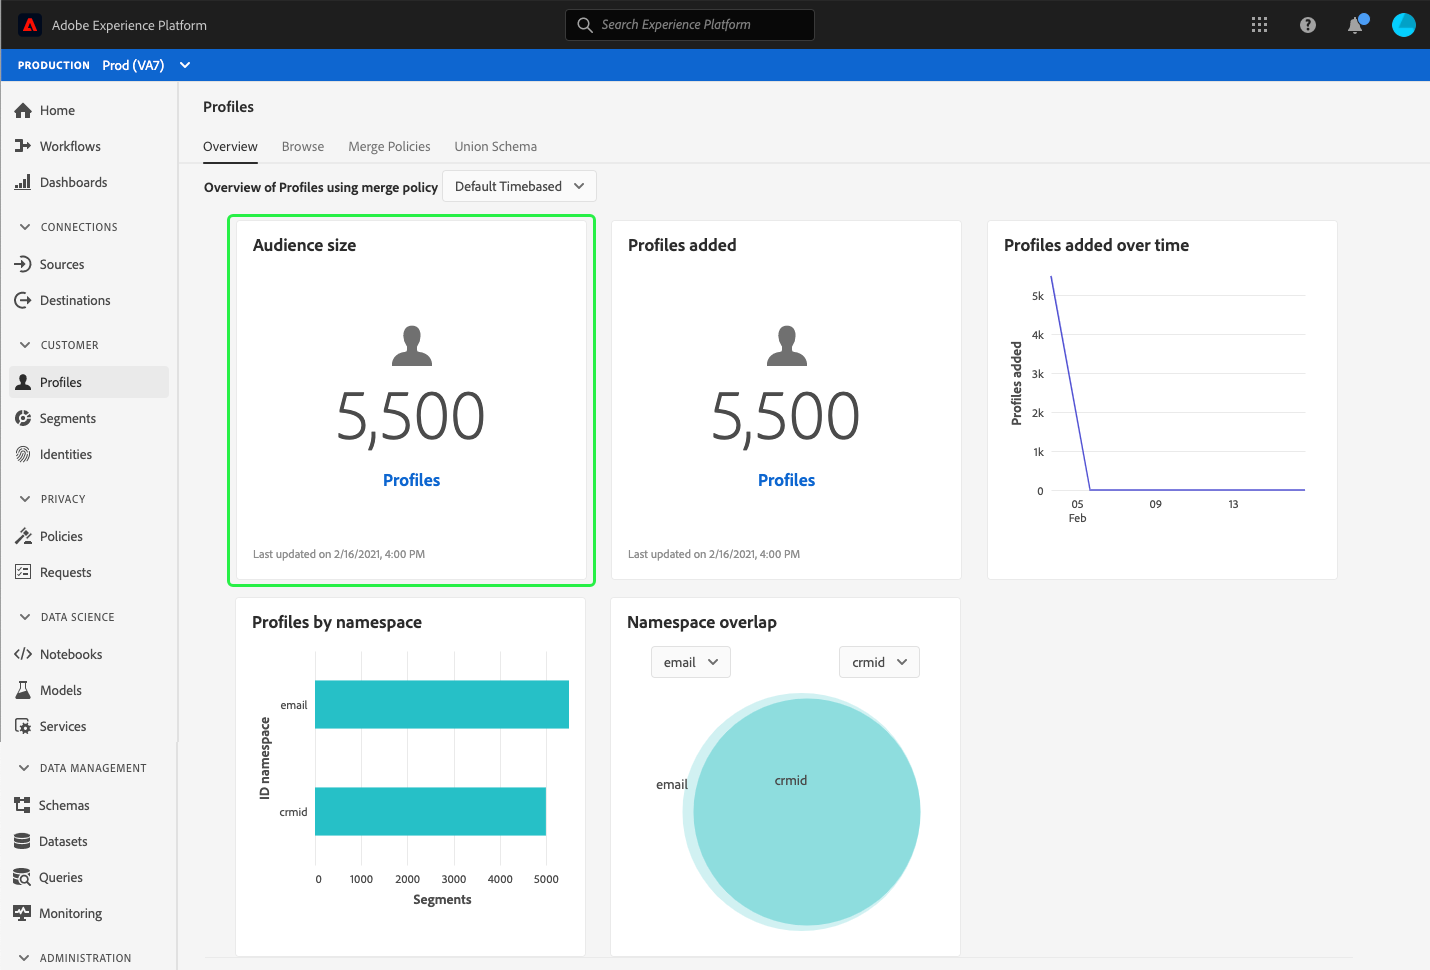 Adobe Experience Platform
Search Experience Platform
PRODUCTION Prod (VA7)
Home
Workflows
Dashboards
CONNECTIONS
Sources
Destinations
CUSTOMER
Profiles
Segments
Identities
PRIVACY
Policies
Requests
DATA SCIENCE
Notebooks
Models
Services
DATA MANAGEMENT
Schemas
Datasets
Queries
Monitoring
ADMINISTRATION
Profiles
Overview Browse Merge Policies Union Schema
Overview of Profiles using merge policy Default Timebased
Audience size
5,500
Profiles
Last updated on 2/16/2021, 4:00 PM
Profiles added
5,500
Profiles
Last updated on 2/16/2021, 4:00 PM
Profiles added over time
Profiles added
5k
4k
3k
2k
1k
0
05 09 13
Feb
Profiles by namespace
ID namespace
email
crmid
0 1000 2000 3000 4000 5000
Segments
Namespace overlap
email crmid
crmid
email